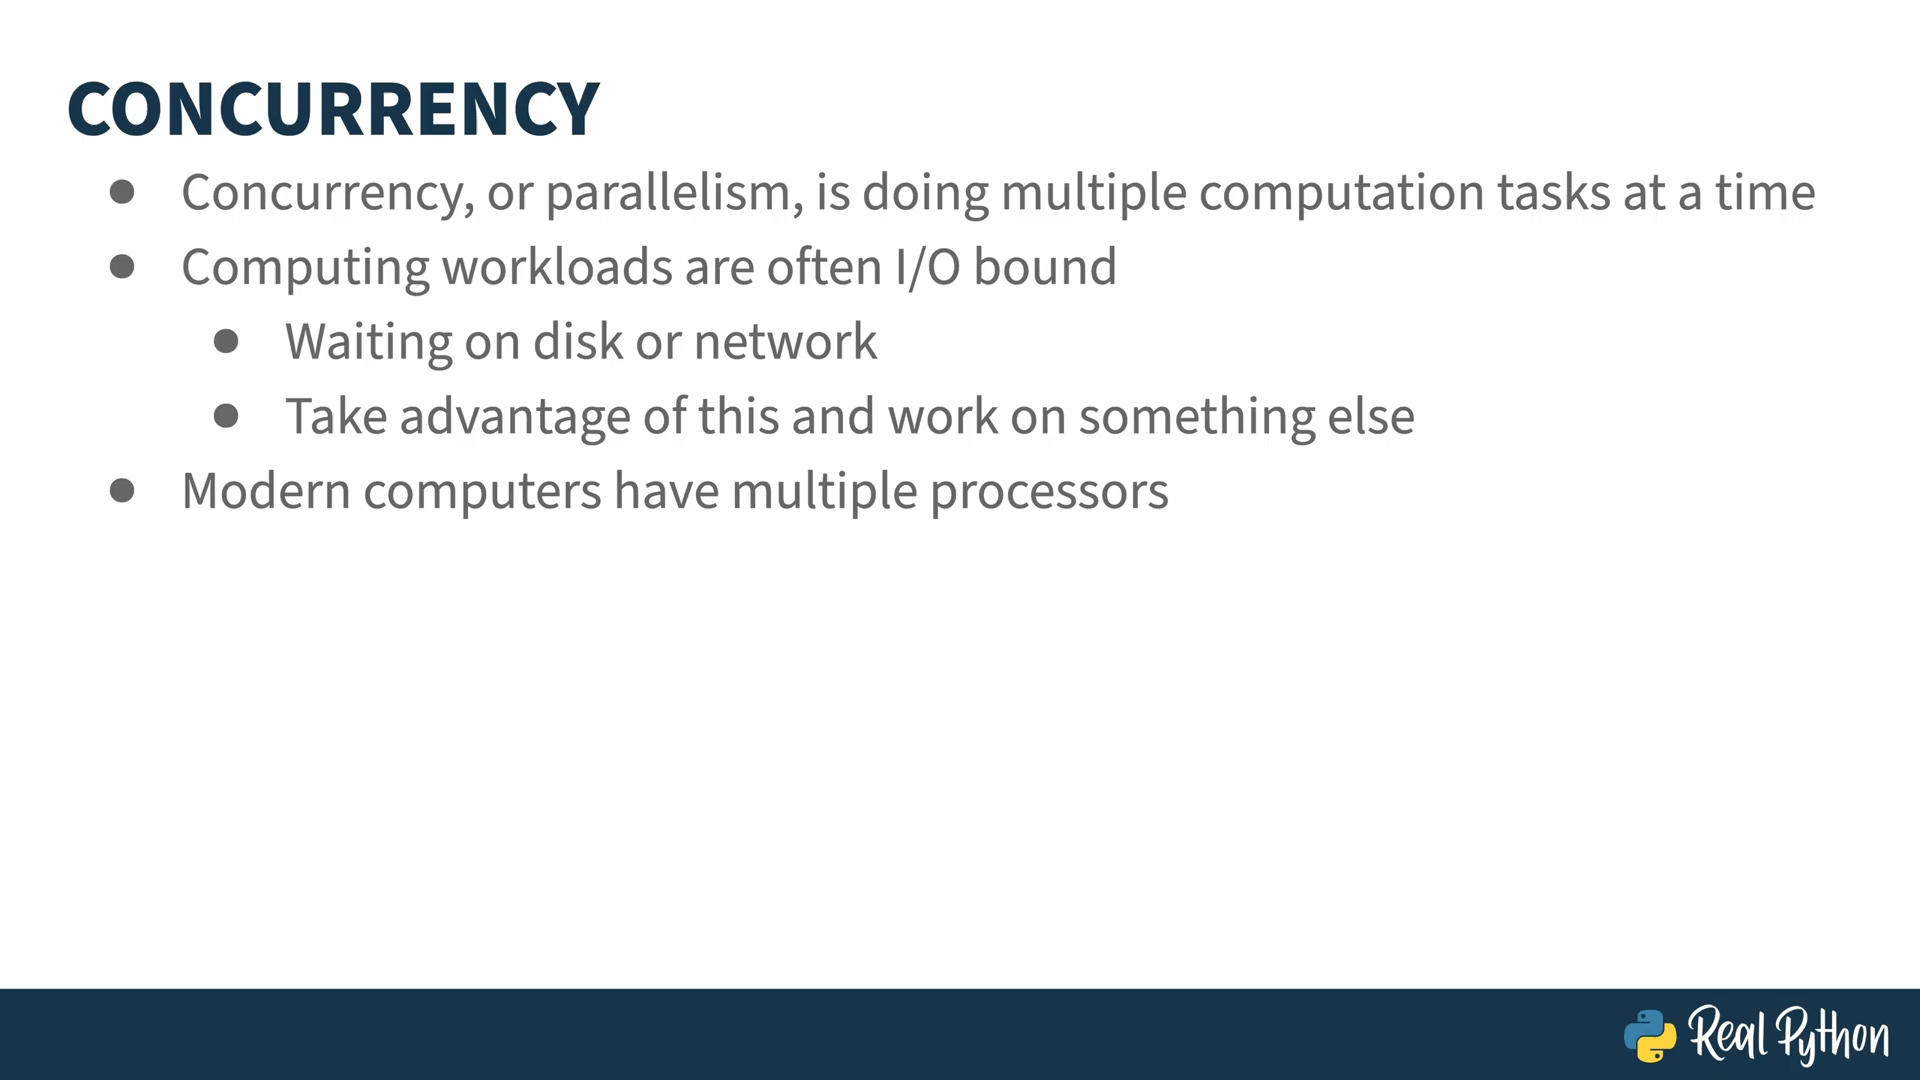 CONCURRENCY
● Concurrency, or parallelism, is doing multiple computation tasks at a time
● Computing workloads are often I/O bound
● Waiting on disk or network
● Take advantage of this and work on something else
● Modern computers have multiple processors
Real Python